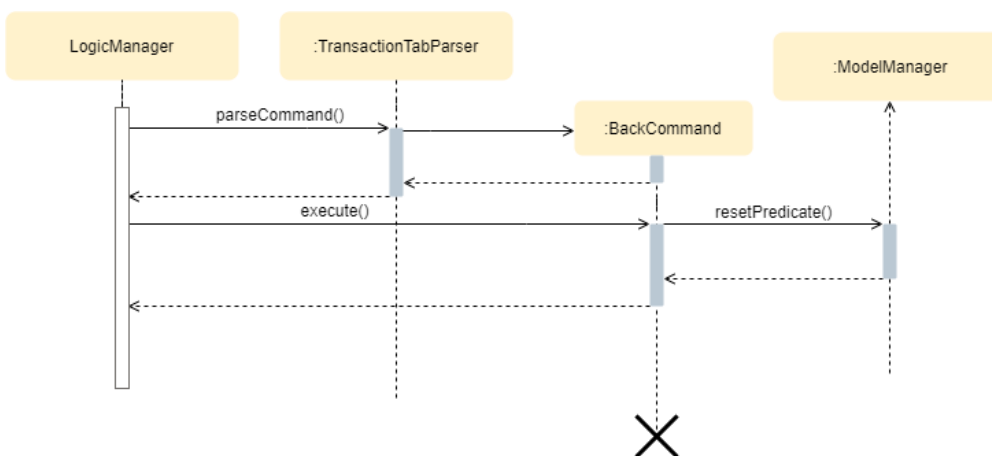 LogicManager
:TransactionTabParser
:ModelManager
parseCommand()
:BackCommand
execute()
resetPredicate()